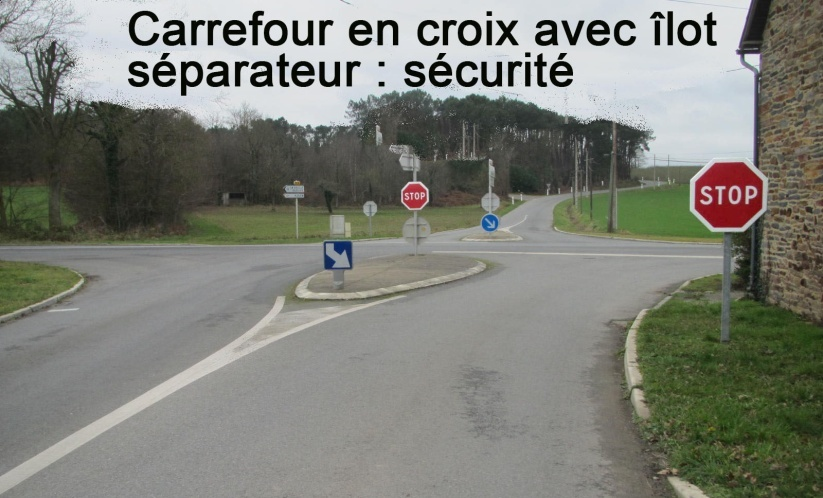 Carrefour en croix avec îlot
séparateur : sécurité
STOP
STOP